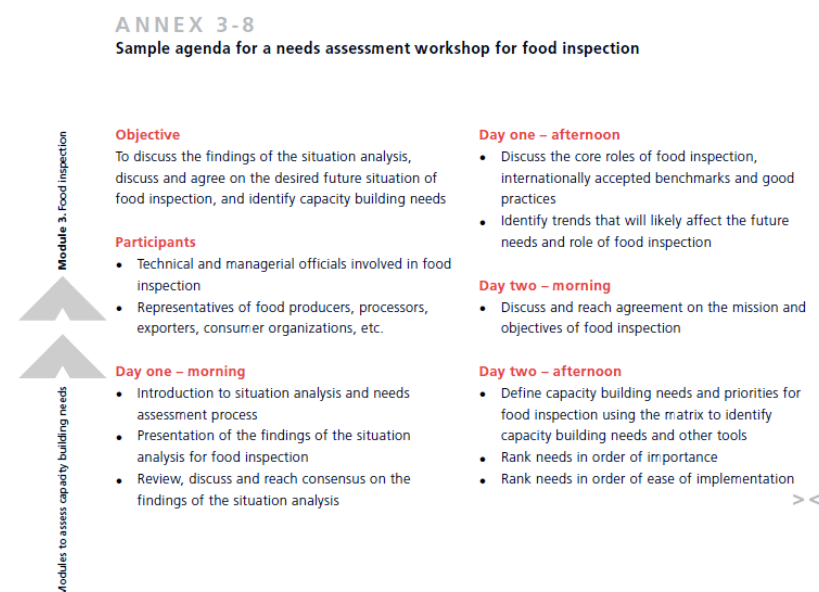 ANNEX 3-8
Sample agenda for a needs assessment workshop for food inspection
Objective
To discuss the findings of the situation analysis,
discuss and agree on the desired future situation of
food inspection, and identify capacity building needs
Participants
• Technical and managerial officials involved in food
inspection
• Representatives of food producers, processors,
exporters, consumer organizations, etc.
Day one – morning
• Introduction to situation analysis and needs
assessment process
• Presentation of the findings of the situation
analysis for food inspection
• Review, discuss and reach consensus on the
findings of the situation analysis
Day one – afternoon
• Discuss the core roles of food inspection,
internationally accepted benchmarks and good
practices
• Identify trends that will likely affect the future
needs and role of food inspection
Day two – morning
• Discuss and reach agreement on the mission and
objectives of food inspection
Day two – afternoon
• Define capacity building needs and priorities for
food inspection using the matrix to identify
capacity building needs and other tools
• Rank needs in order of importance
• Rank needs in order of ease of implementation
> <
Module 3. Food inspection
Modules to assess capacity building needs